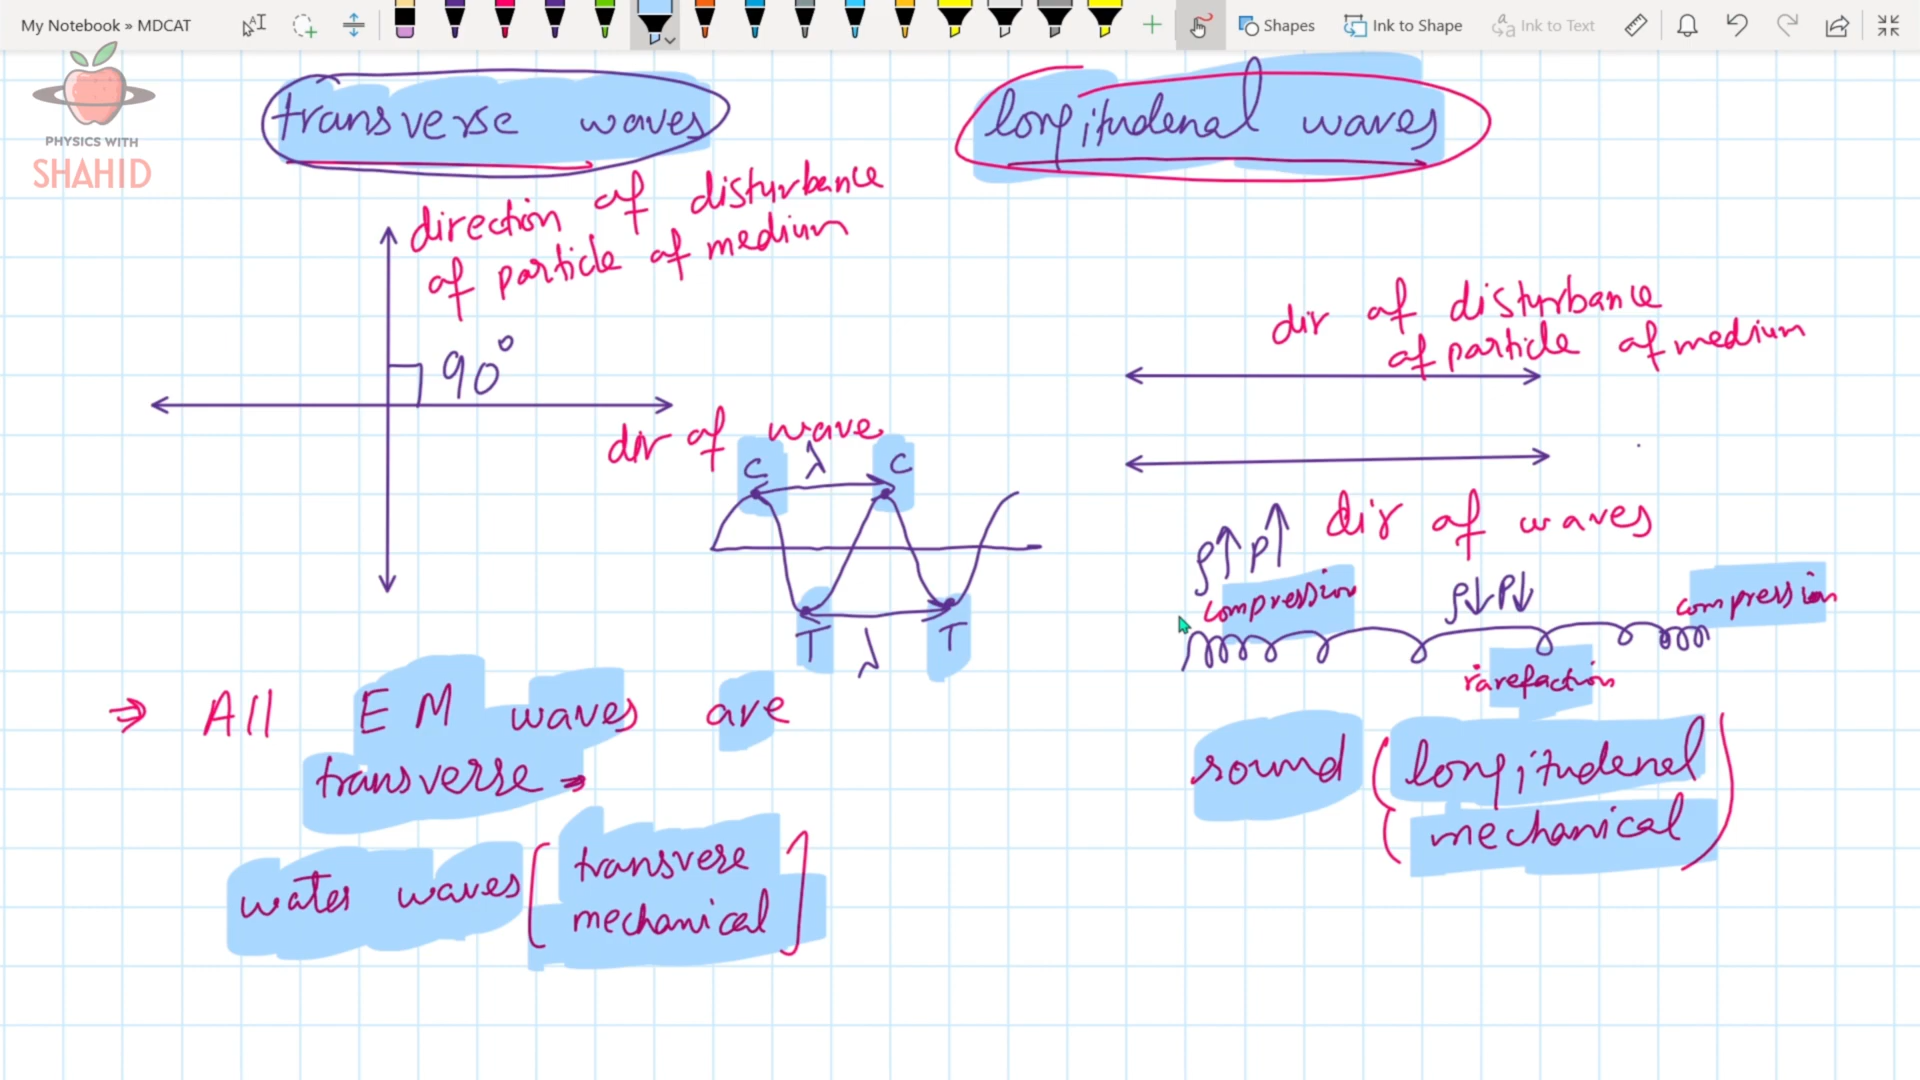 My Notebook » MDCAT
Shapes
Ink to Shape
Ink to Text
PHYSICS WITH
SHAHID
transverse waves
direction of disturbance
of particle of medium
90°
dir of wave
C λ C
T λ T
⇒ All EM waves are
transverse
water waves [transvese
mechanical]
longitudenal waves
dir of disturbance
of particle of medium
dir of waves
ρ↑ P↑
compression
ρ↓ P↓
compression
rarefaction
sound (longitudenal
mechanical)